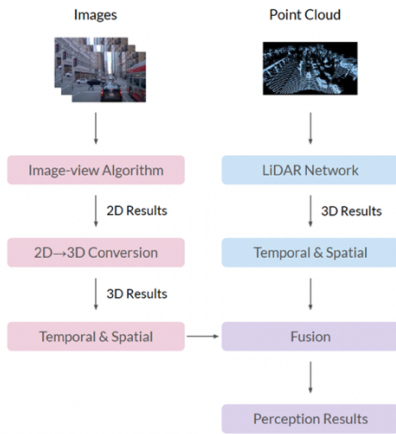 Images
Point Cloud
Image-view Algorithm
LiDAR Network
2D Results
3D Results
2D→3D Conversion
Temporal & Spatial
3D Results
Temporal & Spatial
Fusion
Perception Results